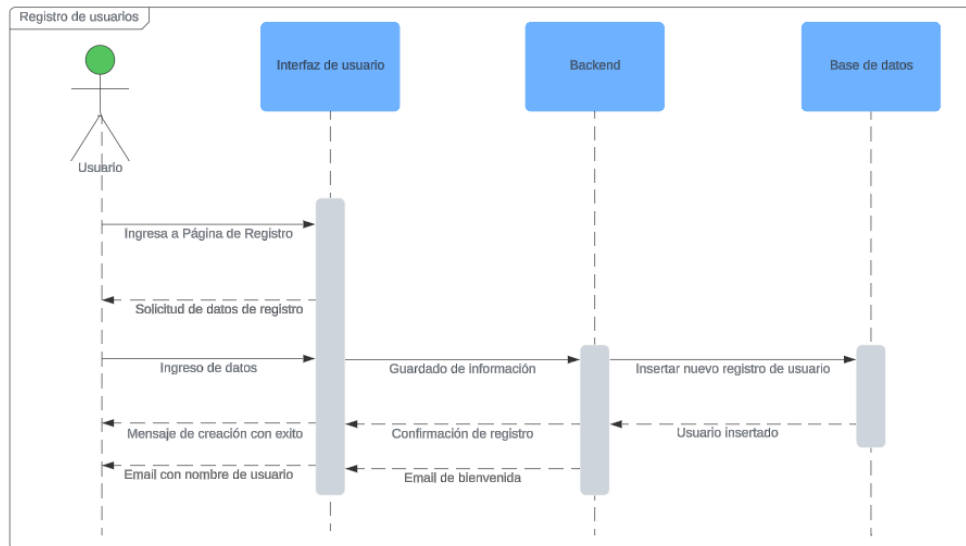 Registro de usuarios
Interfaz de usuario
Backend
Base de datos
Usuario
Ingresa a Página de Registro
Solicitud de datos de registro
Ingreso de datos
Guardado de información
Insertar nuevo registro de usuario
Mensaje de creación con exito
Confirmación de registro
Usuario insertado
Email con nombre de usuario
Email de bienvenida